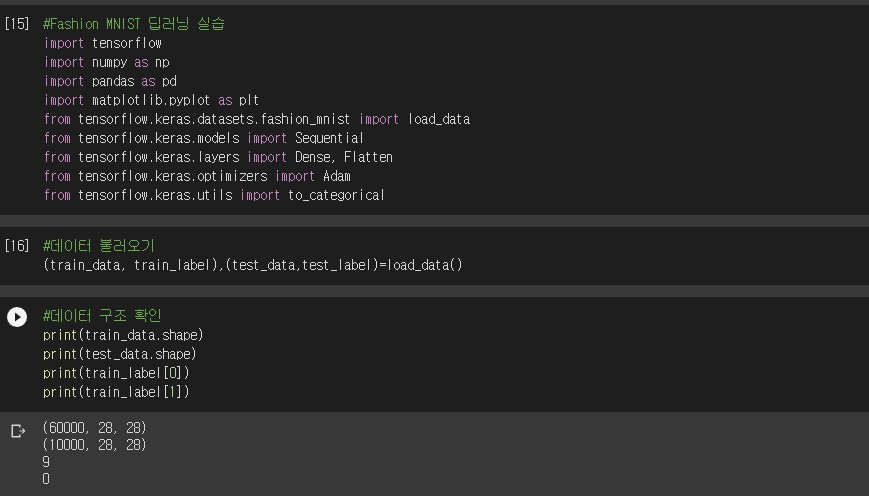 [15] #Fashion MNIST 딥러닝 실습
import tensorflow
import numpy as np
import pandas as pd
import matplotlib.pyplot as plt
from tensorflow.keras.datasets.fashion_mnist import load_data
from tensorflow.keras.models import Sequential
from tensorflow.keras.layers import Dense, Flatten
from tensorflow.keras.optimizers import Adam
from tensorflow.keras.utils import to_categorical
[16] #데이터 불러오기
(train_data, train_label),(test_data,test_label)=load_data()
#데이터 구조 확인
print(train_data.shape)
print(test_data.shape)
print(train_label[0])
print(train_label[1])
(60000, 28, 28)
(10000, 28, 28)
9
0